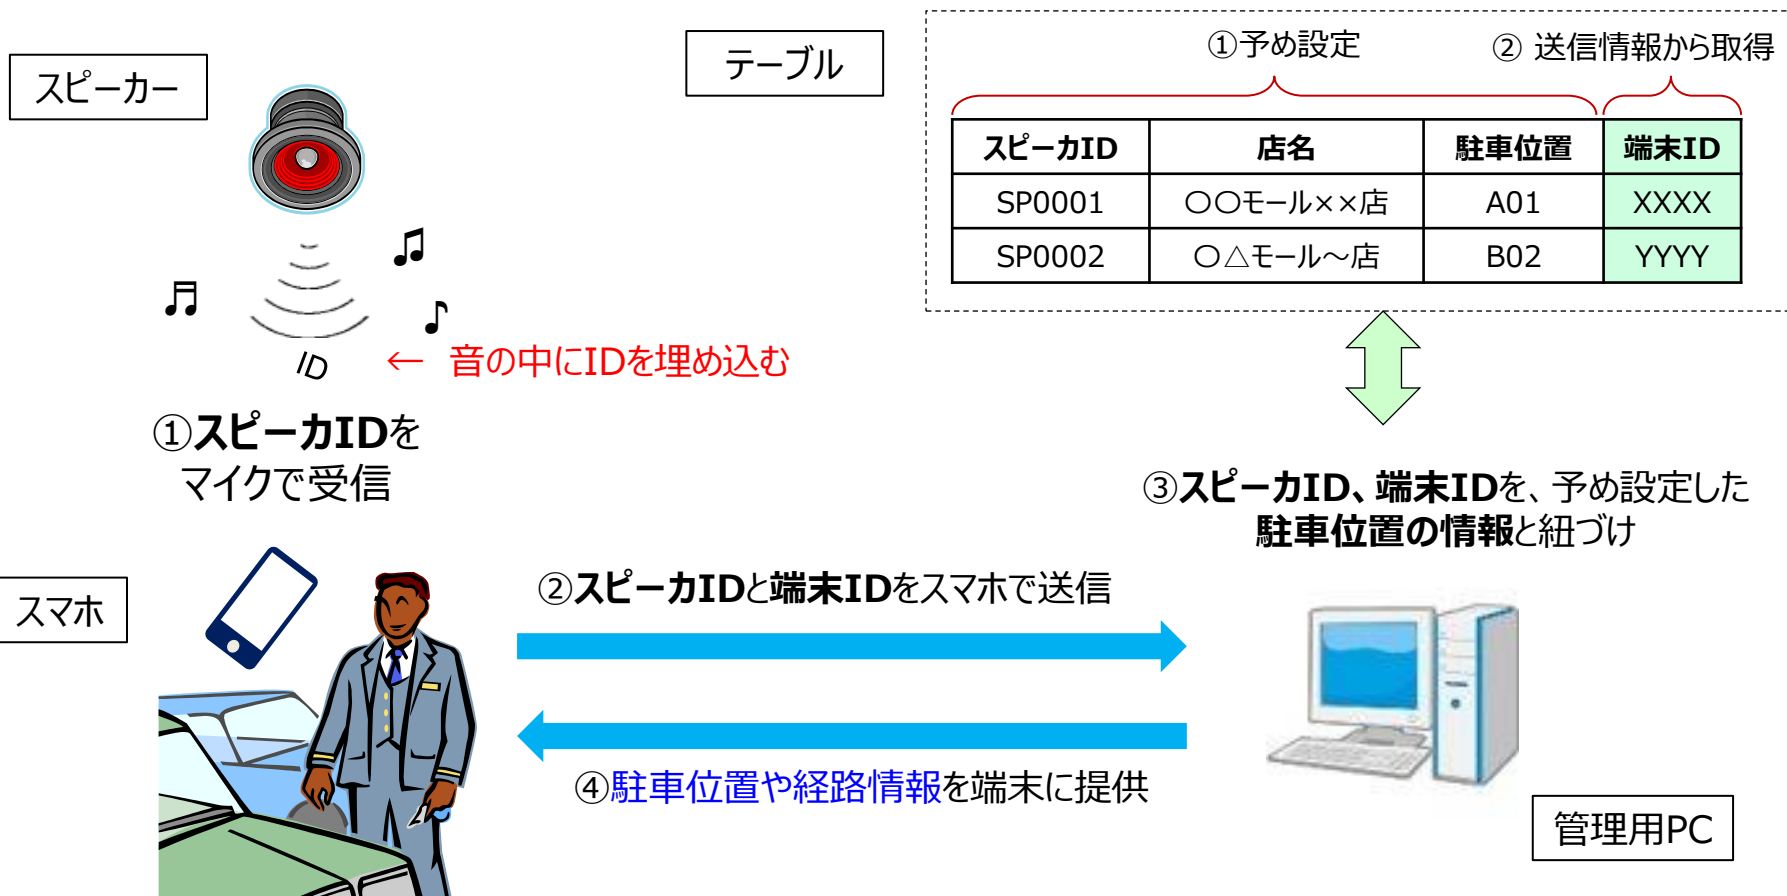 スピーカー
テーブル
①予め設定
② 送信情報から取得
スピーカID 店名 駐車位置 端末ID
SP0001 〇〇モール××店 A01 XXXX
SP0002 〇△モール～店 B02 YYYY
ID
← 音の中にIDを埋め込む
①スピーカIDを
マイクで受信
③スピーカID、端末IDを、予め設定した
駐車位置の情報と紐づけ
スマホ
②スピーカIDと端末IDをスマホで送信
④駐車位置や経路情報を端末に提供
管理用PC